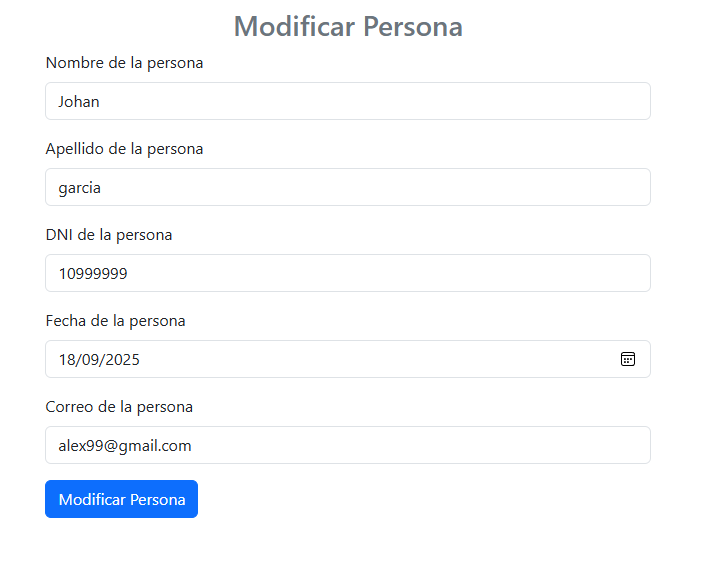 Modificar Persona
Nombre de la persona
Johan
Apellido de la persona
garcia
DNI de la persona
10999999
Fecha de la persona
18/09/2025
Correo de la persona
alex99@gmail.com
Modificar Persona